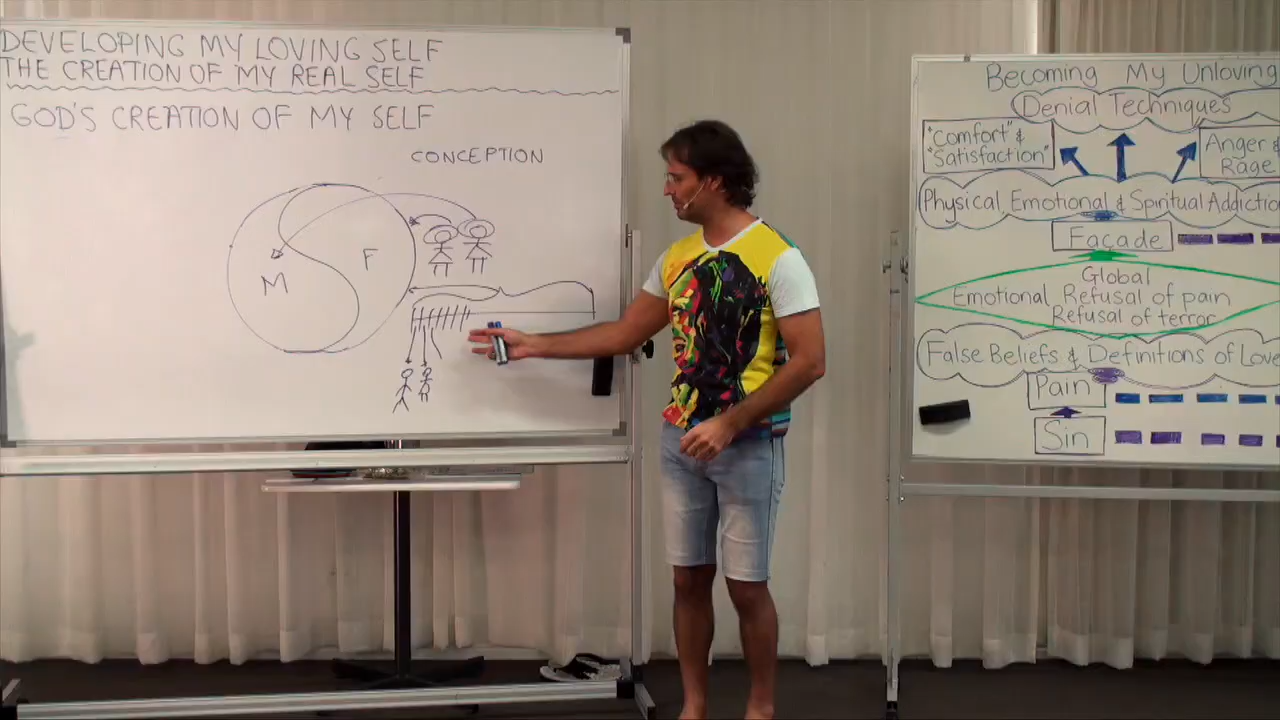 DEVELOPING MY LOVING SELF
THE CREATION OF MY REAL SELF
GOD'S CREATION OF MY SELF
CONCEPTION
M
F
Becoming My Unloving
Denial Techniques
"Comfort" &
"Satisfaction"
Anger &
Rage
Physical Emotional & Spiritual Addictio
Façade
Global
Emotional Refusal of pain
Refusal of terror
False Beliefs & Definitions of Love
Pain
Sin